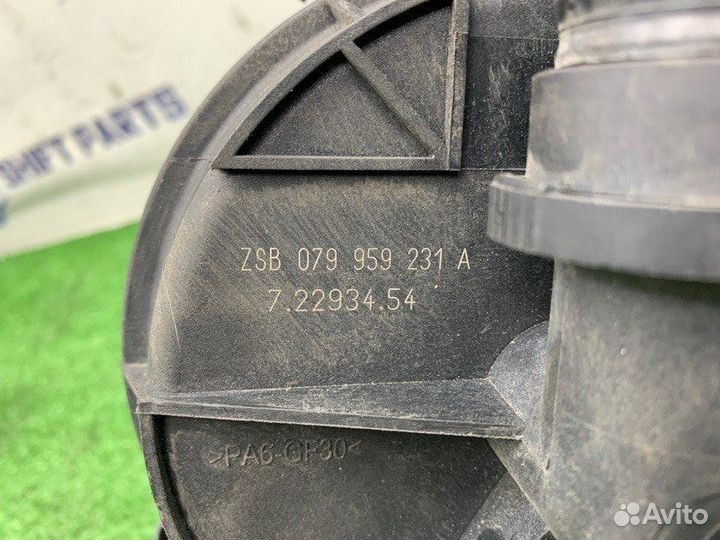 SHIFT PARTS
ZSB 079 959 231 A
7.22934.54
>PA6-GF30<
Avito